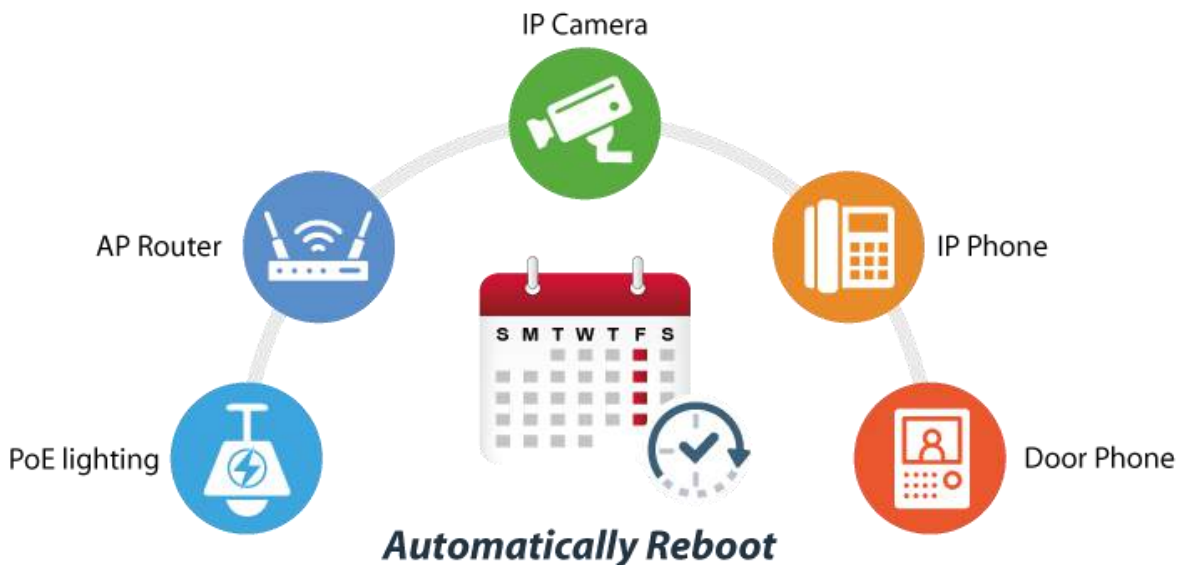 IP Camera
AP Router
IP Phone
S M T W T F S
PoE lighting
Door Phone
Automatically Reboot